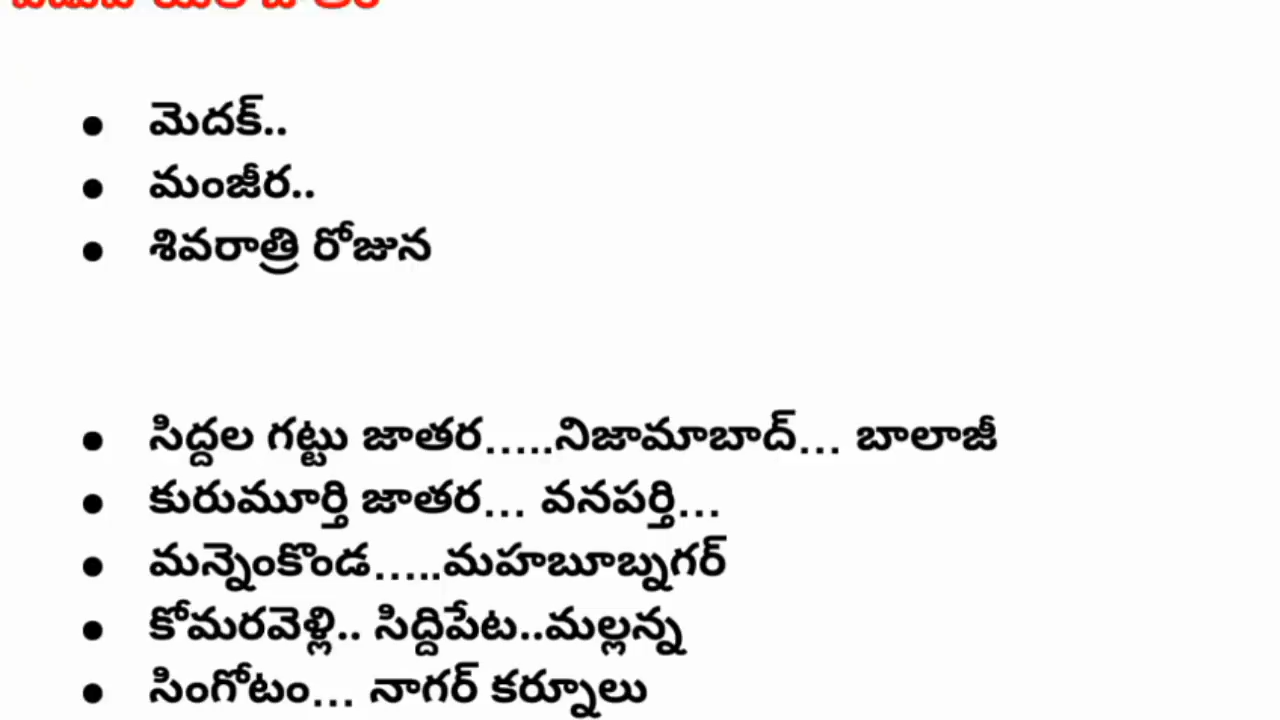 • మెదక్..
• మంజీర..
• శివరాత్రి రోజున
• సిద్దల గట్టు జాతర.....నిజామాబాద్... బాలాజీ
• కురుమూర్తి జాతర... వనపర్తి...
• మన్నెంకొండ.....మహబూబ్నగర్
• కోమరవెళ్లి.. సిద్దిపేట..మల్లన్న
• సింగోటం... నాగర్ కర్నూలు